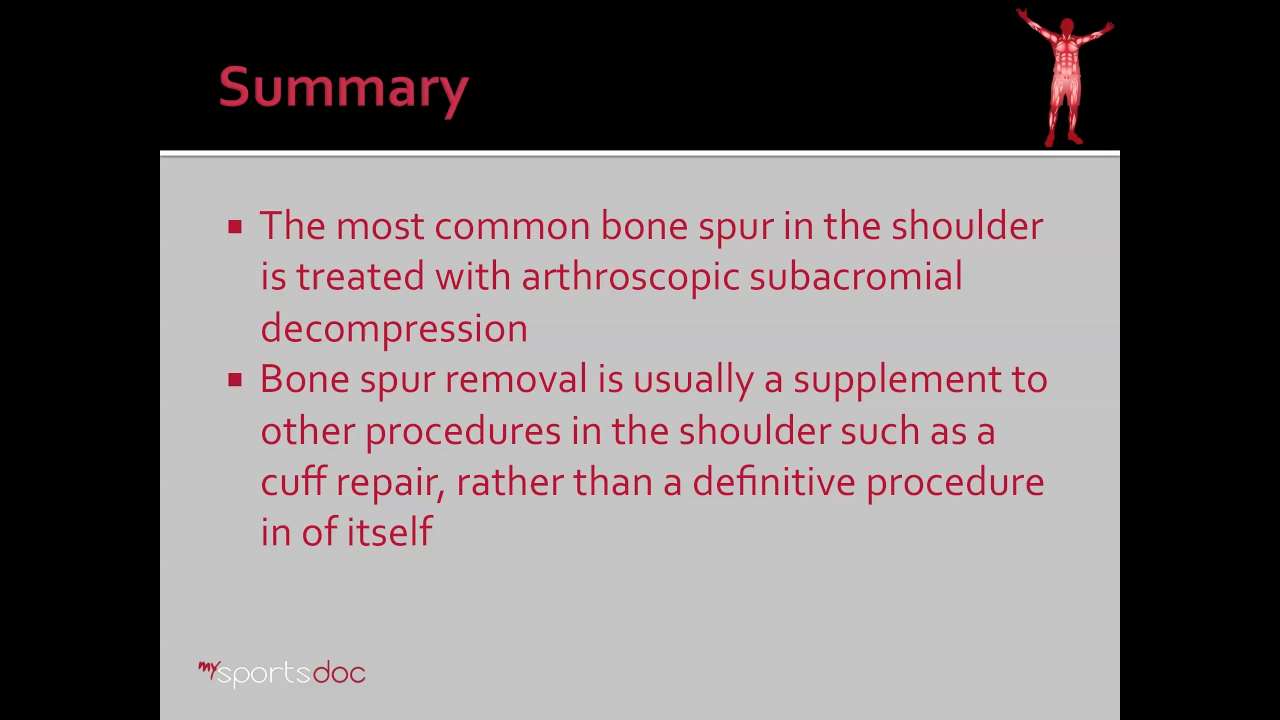 Summary
The most common bone spur in the shoulder
is treated with arthroscopic subacromial
decompression
Bone spur removal is usually a supplement to
other procedures in the shoulder such as a
cuff repair, rather than a definitive procedure
in of itself
mysportsdoc